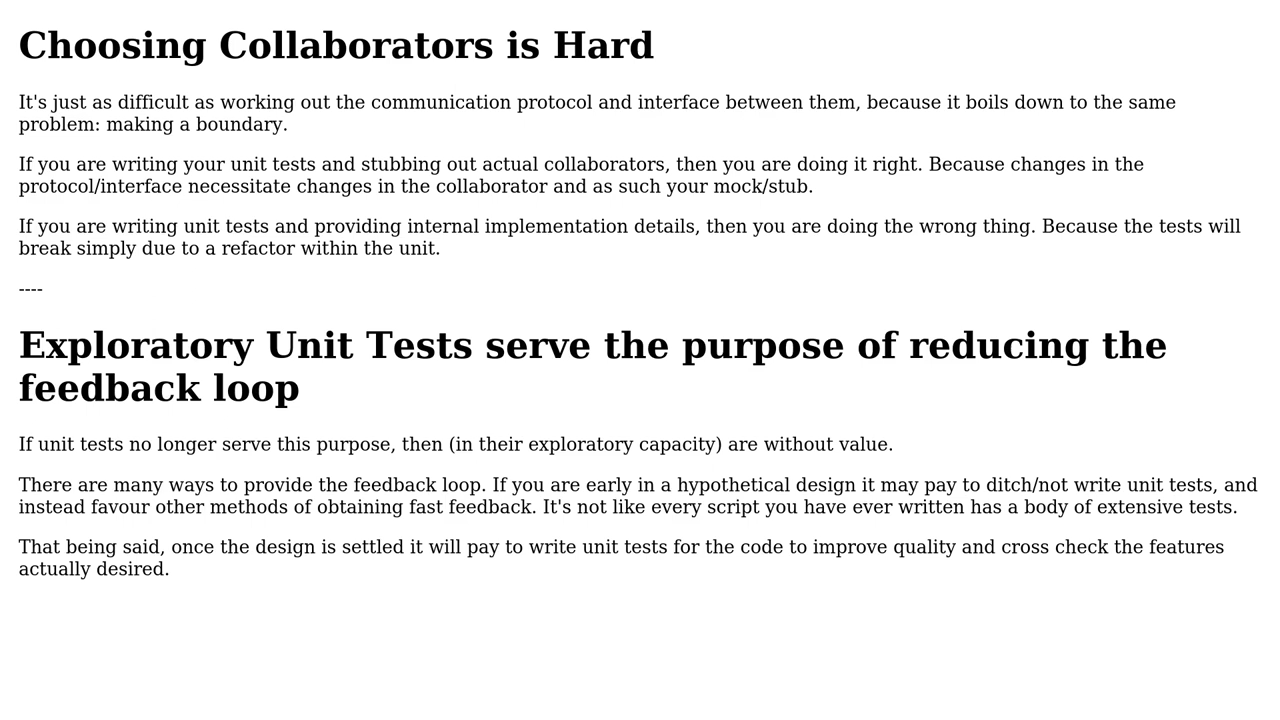 Choosing Collaborators is Hard
It's just as difficult as working out the communication protocol and interface between them, because it boils down to the same
problem: making a boundary.
If you are writing your unit tests and stubbing out actual collaborators, then you are doing it right. Because changes in the
protocol/interface necessitate changes in the collaborator and as such your mock/stub.
If you are writing unit tests and providing internal implementation details, then you are doing the wrong thing. Because the tests will
break simply due to a refactor within the unit.
----
Exploratory Unit Tests serve the purpose of reducing the
feedback loop
If unit tests no longer serve this purpose, then (in their exploratory capacity) are without value.
There are many ways to provide the feedback loop. If you are early in a hypothetical design it may pay to ditch/not write unit tests, and
instead favour other methods of obtaining fast feedback. It's not like every script you have ever written has a body of extensive tests.
That being said, once the design is settled it will pay to write unit tests for the code to improve quality and cross check the features
actually desired.